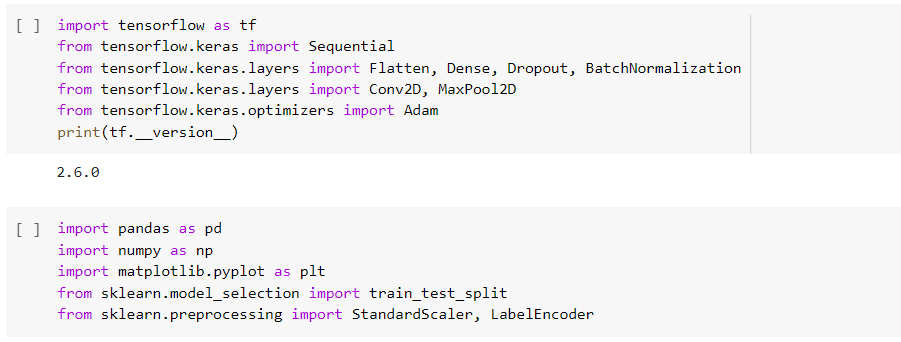 [ ] import tensorflow as tf
from tensorflow.keras import Sequential
from tensorflow.keras.layers import Flatten, Dense, Dropout, BatchNormalization
from tensorflow.keras.layers import Conv2D, MaxPool2D
from tensorflow.keras.optimizers import Adam
print(tf.__version__)
2.6.0
[ ] import pandas as pd
import numpy as np
import matplotlib.pyplot as plt
from sklearn.model_selection import train_test_split
from sklearn.preprocessing import StandardScaler, LabelEncoder